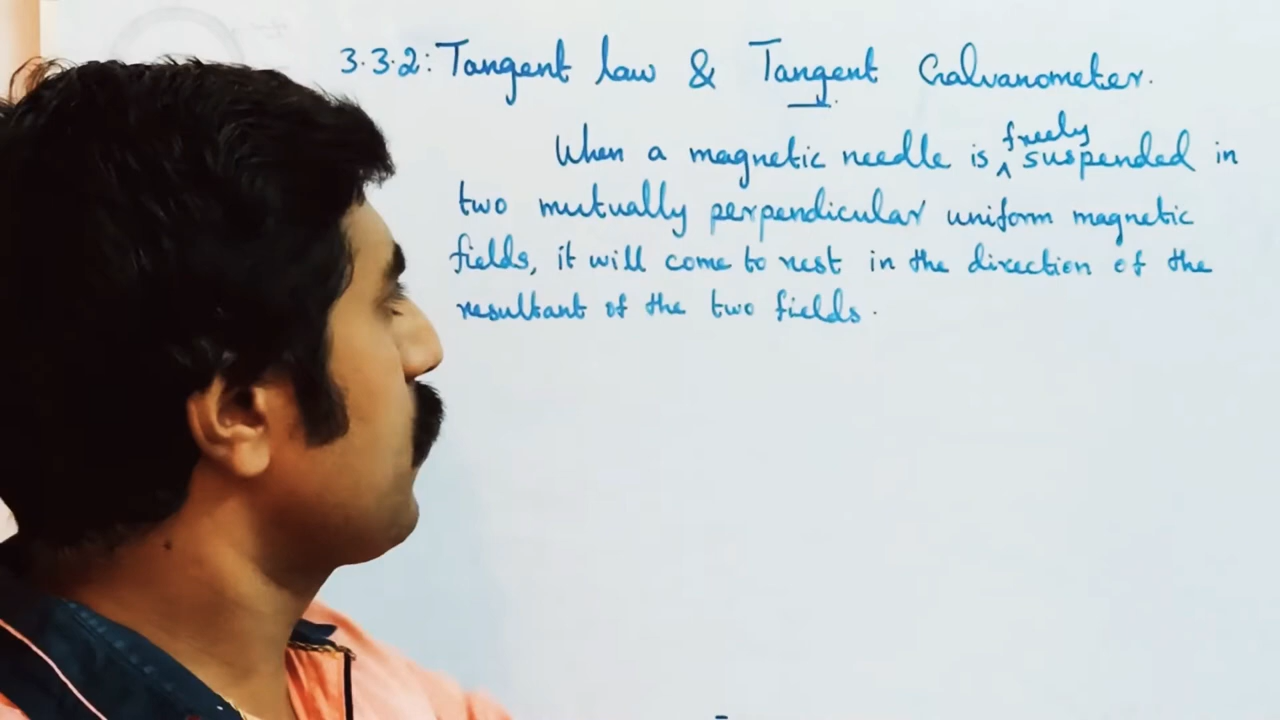 3.3.2: Tangent law & Tangent Galvanometer.
When a magnetic needle is freely suspended in
two mutually perpendicular uniform magnetic
fields, it will come to rest in the direction of the
resultant of the two fields.